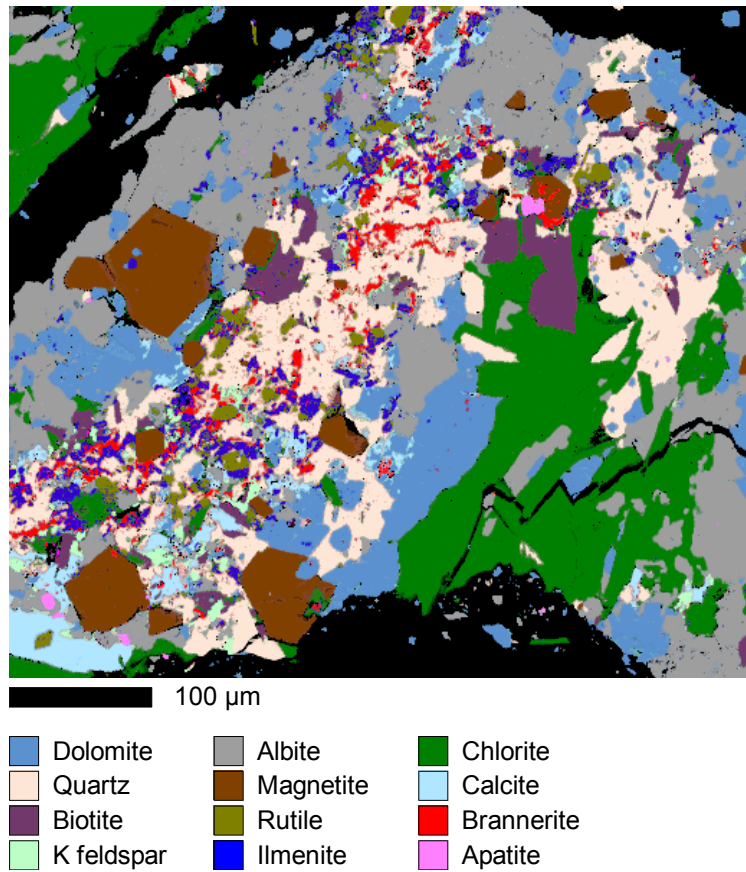 100 µm
Dolomite Albite Chlorite
Quartz Magnetite Calcite
Biotite Rutile Brannerite
K feldspar Ilmenite Apatite